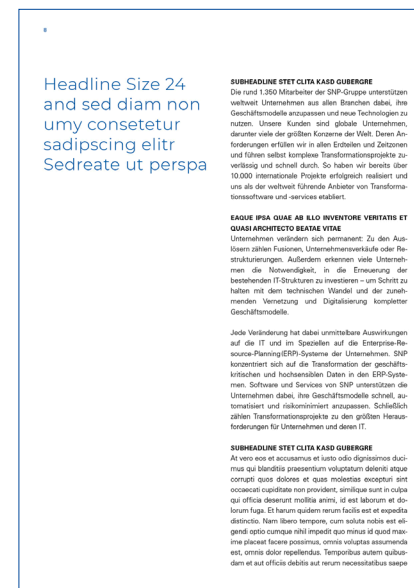 8
Headline Size 24
and sed diam non
umy consetetur
sadipscing elitr
Sedreate ut perspa
SUBHEADLINE STET CLITA KASD GUBERGRE
Die rund 1.350 Mitarbeiter der SNP-Gruppe unterstützen
weltweit Unternehmen aus allen Branchen dabei, ihre
Geschäftsmodelle anzupassen und neue Technologien zu
nutzen. Unsere Kunden sind globale Unternehmen,
darunter viele der größten Konzerne der Welt. Deren An-
forderungen erfüllen wir in allen Erdteilen und Zeitzonen
und führen selbst komplexe Transformationsprojekte zu-
verlässig und schnell durch. So haben wir bereits über
10.000 internationale Projekte erfolgreich realisiert und
uns als der weltweit führende Anbieter von Transforma-
tionssoftware und -services etabliert.
EAQUE IPSA QUAE AB ILLO INVENTORE VERITATIS ET
QUASI ARCHITECTO BEATAE VITAE
Unternehmen verändern sich permanent: Zu den Aus-
lösern zählen Fusionen, Unternehmensverkäufe oder Re-
strukturierungen. Außerdem erkennen viele Unterneh-
men die Notwendigkeit, in die Erneuerung der
bestehenden IT-Strukturen zu investieren – um Schritt zu
halten mit dem technischen Wandel und der zuneh-
menden Vernetzung und Digitalisierung kompletter
Geschäftsmodelle.
Jede Veränderung hat dabei unmittelbare Auswirkungen
auf die IT und im Speziellen auf die Enterprise-Re-
source-Planning(ERP)-Systeme der Unternehmen. SNP
konzentriert sich auf die Transformation der geschäfts-
kritischen und hochsensiblen Daten in den ERP-Syste-
men. Software und Services von SNP unterstützen die
Unternehmen dabei, ihre Geschäftsmodelle schnell, au-
tomatisiert und risikominimiert anzupassen. Schließlich
zählen Transformationsprojekte zu den größten Heraus-
forderungen für Unternehmen und deren IT.
SUBHEADLINE STET CLITA KASD GUBERGRE
At vero eos et accusamus et iusto odio dignissimos duci-
mus qui blanditiis praesentium voluptatum deleniti atque
corrupti quos dolores et quas molestias excepturi sint
occaecati cupiditate non provident, similique sunt in culpa
qui officia deserunt mollitia animi, id est laborum et do-
lorum fuga. Et harum quidem rerum facilis est et expedita
distinctio. Nam libero tempore, cum soluta nobis est eli-
gendi optio cumque nihil impedit quo minus id quod max-
ime placeat facere possimus, omnis voluptas assumenda
est, omnis dolor repellendus. Temporibus autem quibus-
dam et aut officiis debitis aut rerum necessitatibus saepe